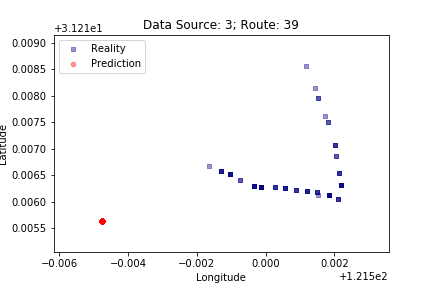 Data Source: 3; Route: 39
+3.121e1
Reality
Prediction
0.0090
0.0085
0.0080
0.0075
0.0070
0.0065
0.0060
0.0055
Latitude
−0.006 −0.004 −0.002 0.000 0.002
+1.215e2
Longitude